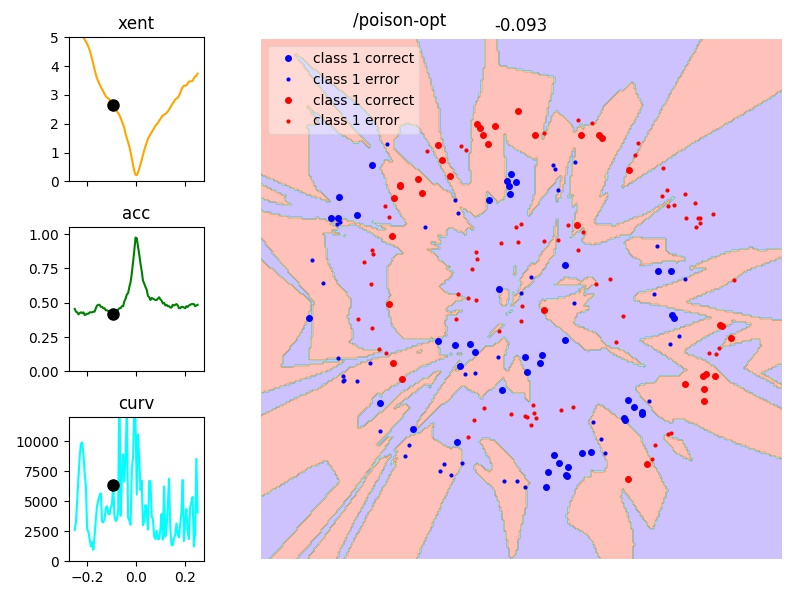 /poison-opt
-0.093
xent
5
4
3
2
1
0
acc
1.00
0.75
0.50
0.25
0.00
curv
10000
7500
5000
2500
0
−0.2 0.0 0.2
class 1 correct
class 1 error
class 1 correct
class 1 error